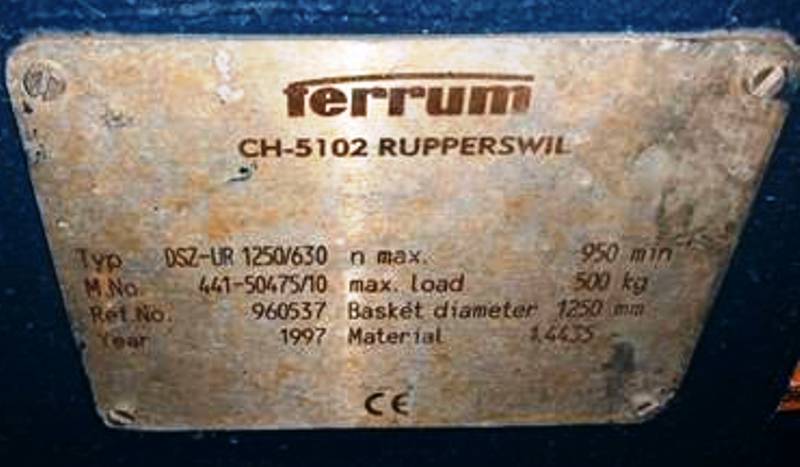 ferrum
CH-5102 RUPPERSWIL
Typ DSZ-UR 1250/630 n max. 950 min
M.No. 441-50475/10 max. load 500 kg
Ref.No. 960537 Baskét diameter 1250 mm
Year 1997 Material 1.4435
CE